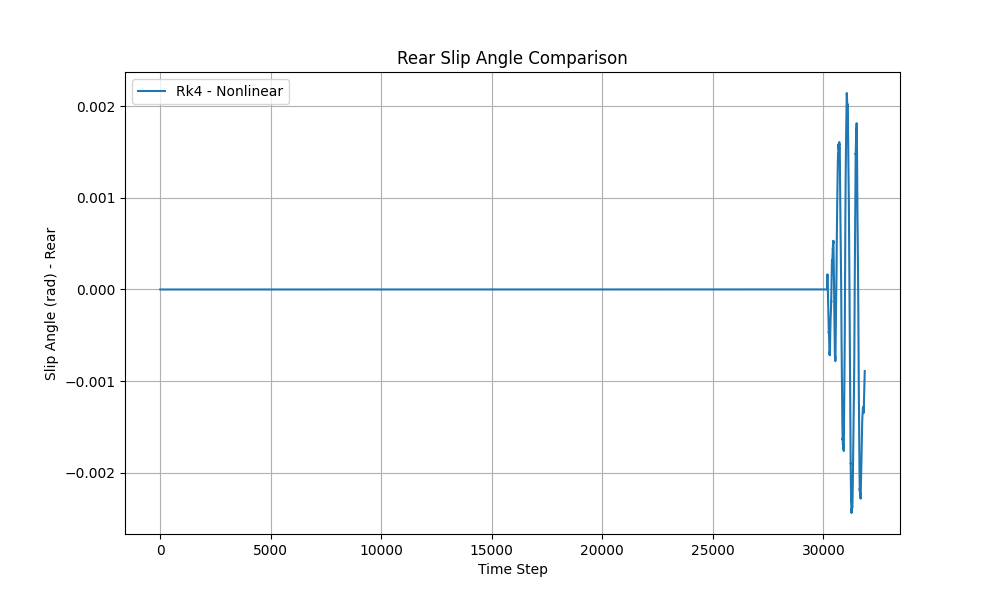 Rear Slip Angle Comparison
Rk4 - Nonlinear
0.002
0.001
0.000
−0.001
−0.002
Slip Angle (rad) - Rear
0 5000 10000 15000 20000 25000 30000
Time Step